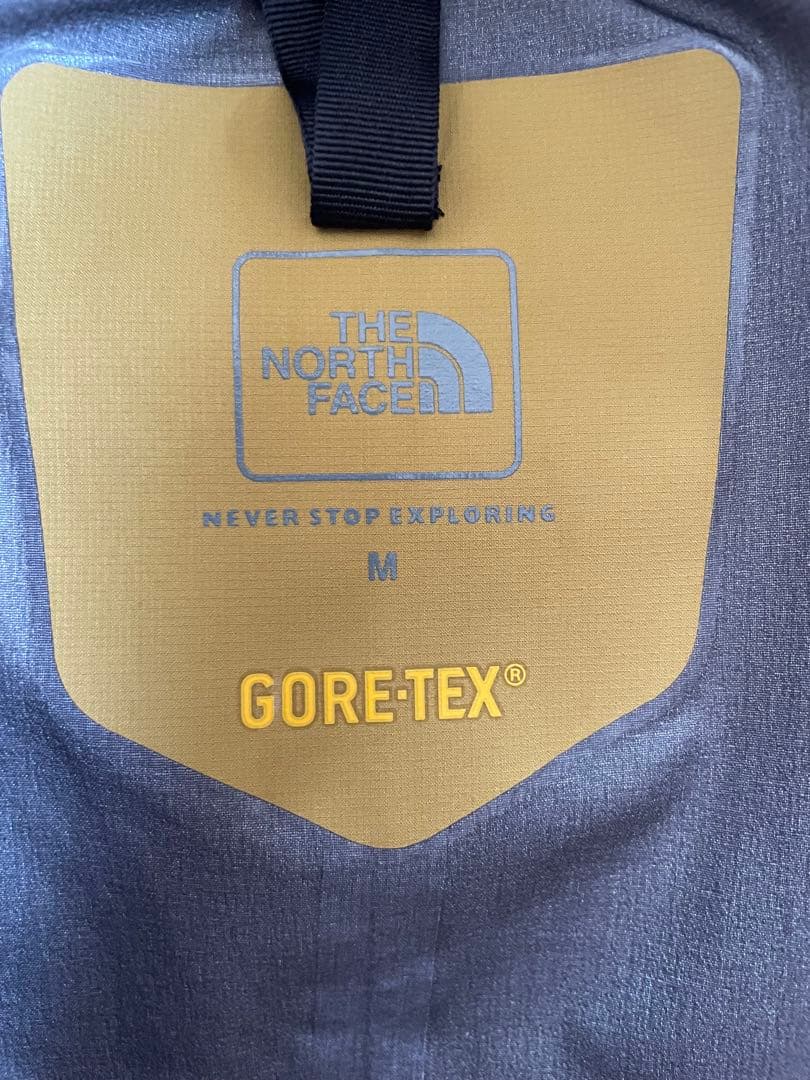 THE
NORTH
FACE
NEVER STOP EXPLORING
M
GORE-TEX®